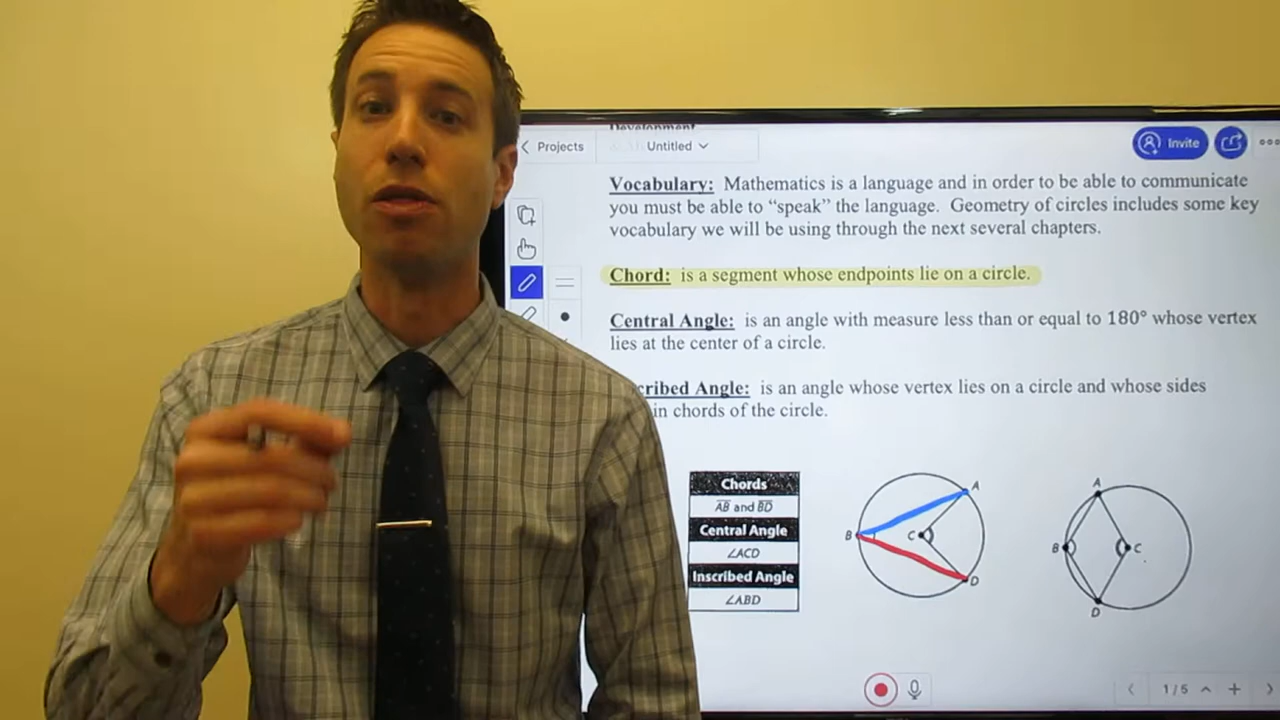 Development
Projects
Untitled
Invite
Vocabulary: Mathematics is a language and in order to be able to communicate
you must be able to “speak” the language. Geometry of circles includes some key
vocabulary we will be using through the next several chapters.
Chord: is a segment whose endpoints lie on a circle.
Central Angle: is an angle with measure less than or equal to 180° whose vertex
lies at the center of a circle.
cribed Angle: is an angle whose vertex lies on a circle and whose sides
in chords of the circle.
Chords
AB and BD
Central Angle
∠ACD
Inscribed Angle
∠ABD
A
B
C
D
A
B
C
D
1/5